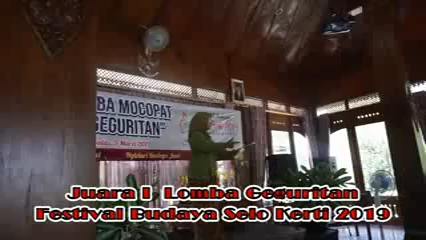 BA MOCOPAT
GEGURITAN"
Juara I Lomba Geguritan
Festival Budaya Selo Kerti 2019